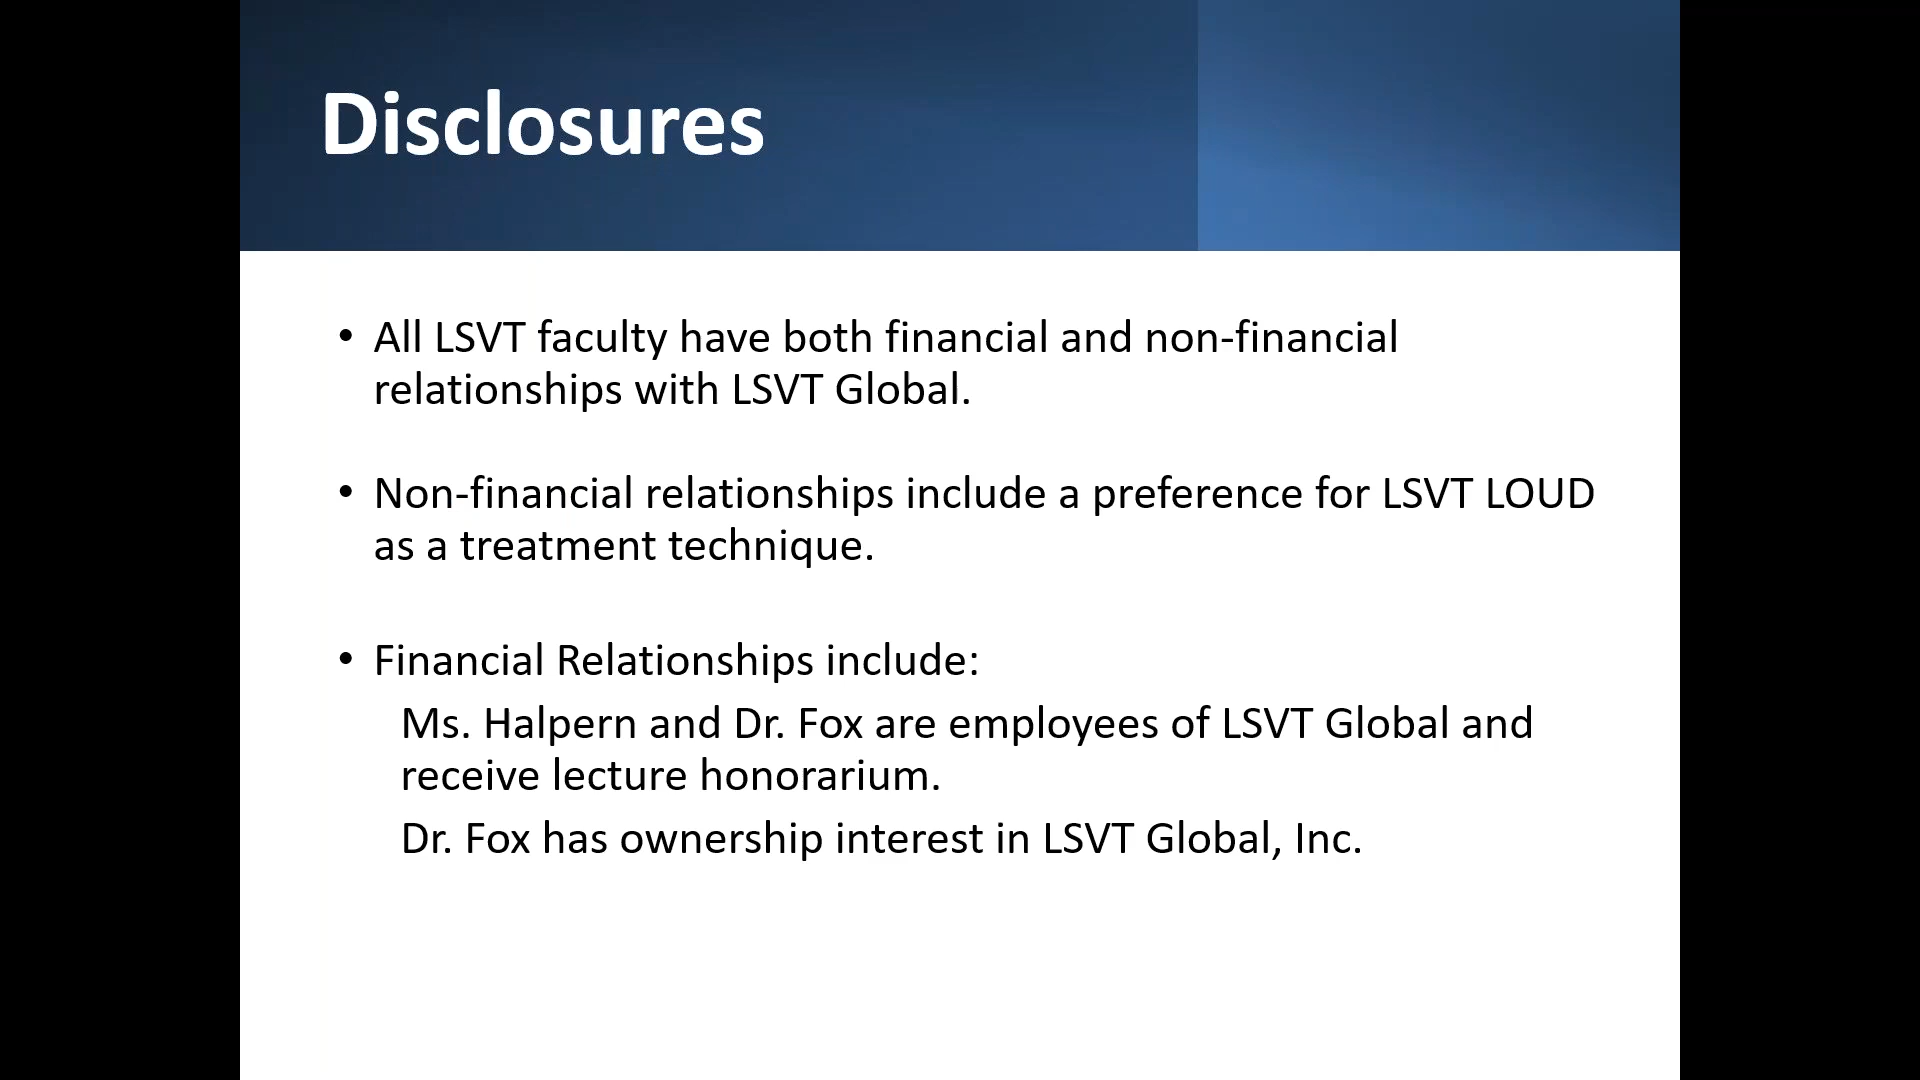 Disclosures
• All LSVT faculty have both financial and non-financial
relationships with LSVT Global.
• Non-financial relationships include a preference for LSVT LOUD
as a treatment technique.
• Financial Relationships include:
Ms. Halpern and Dr. Fox are employees of LSVT Global and
receive lecture honorarium.
Dr. Fox has ownership interest in LSVT Global, Inc.